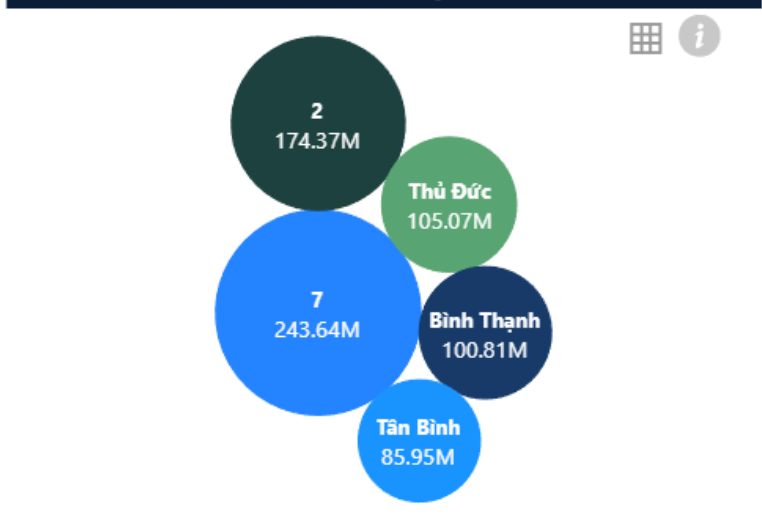 2
174.37M
Thủ Đức
105.07M
7
243.64M
Bình Thạnh
100.81M
Tân Bình
85.95M
i